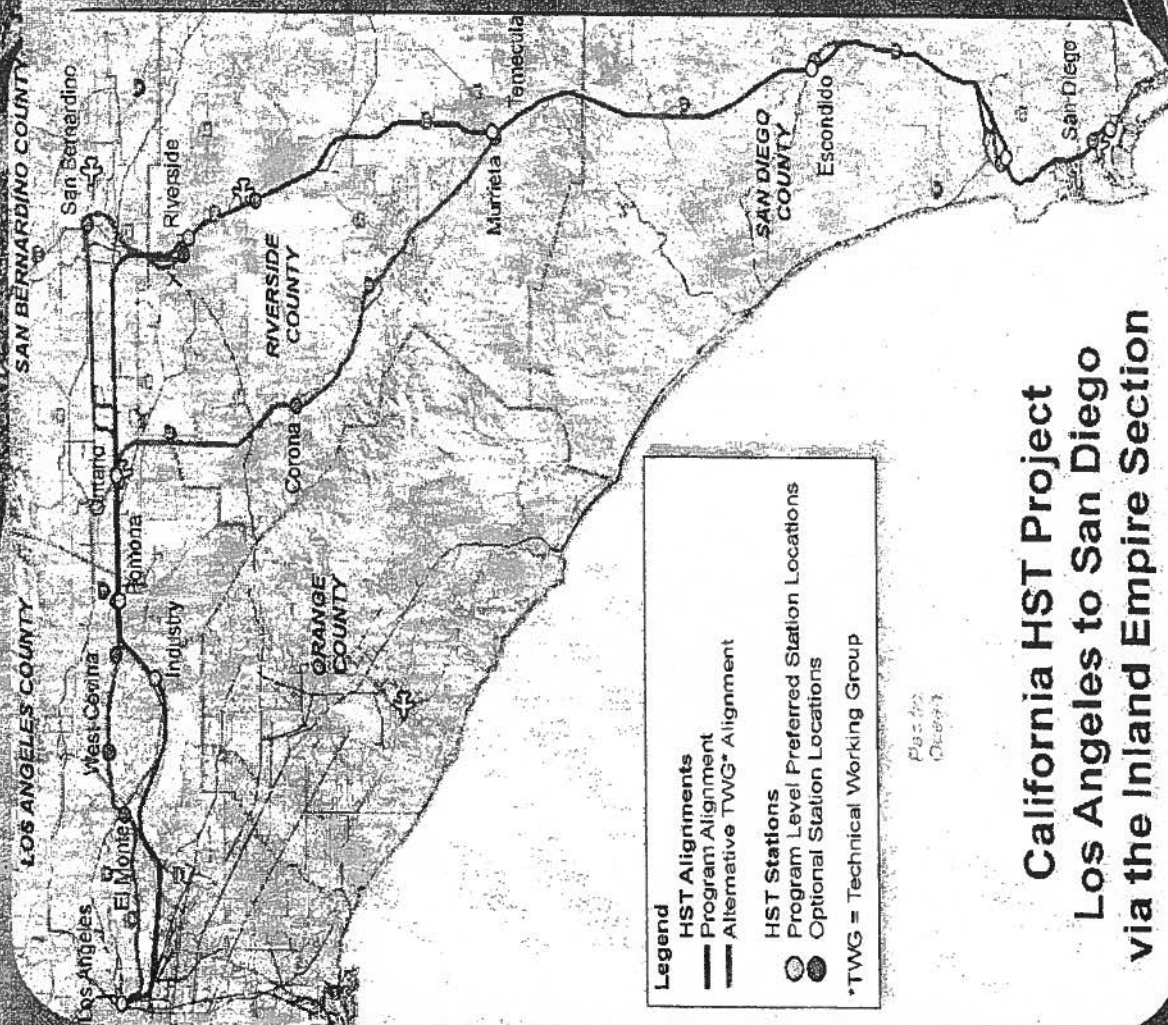 LOS ANGELES COUNTY
SAN BERNARDINO COUNTY
Los Angeles
El Monte
West Covina
Industry
Pomona
Ontario
San Bernardino
Riverside
Corona
RIVERSIDE
COUNTY
ORANGE
COUNTY
Murrieta
Temecula
SAN DIEGO
COUNTY
Escondido
San Diego
Pacific
Ocean
Legend
HST Alignments
Program Alignment
Alternative TWG* Alignment
HST Stations
Program Level Preferred Station Locations
Optional Station Locations
*TWG = Technical Working Group
California HST Project
Los Angeles to San Diego
via the Inland Empire Section